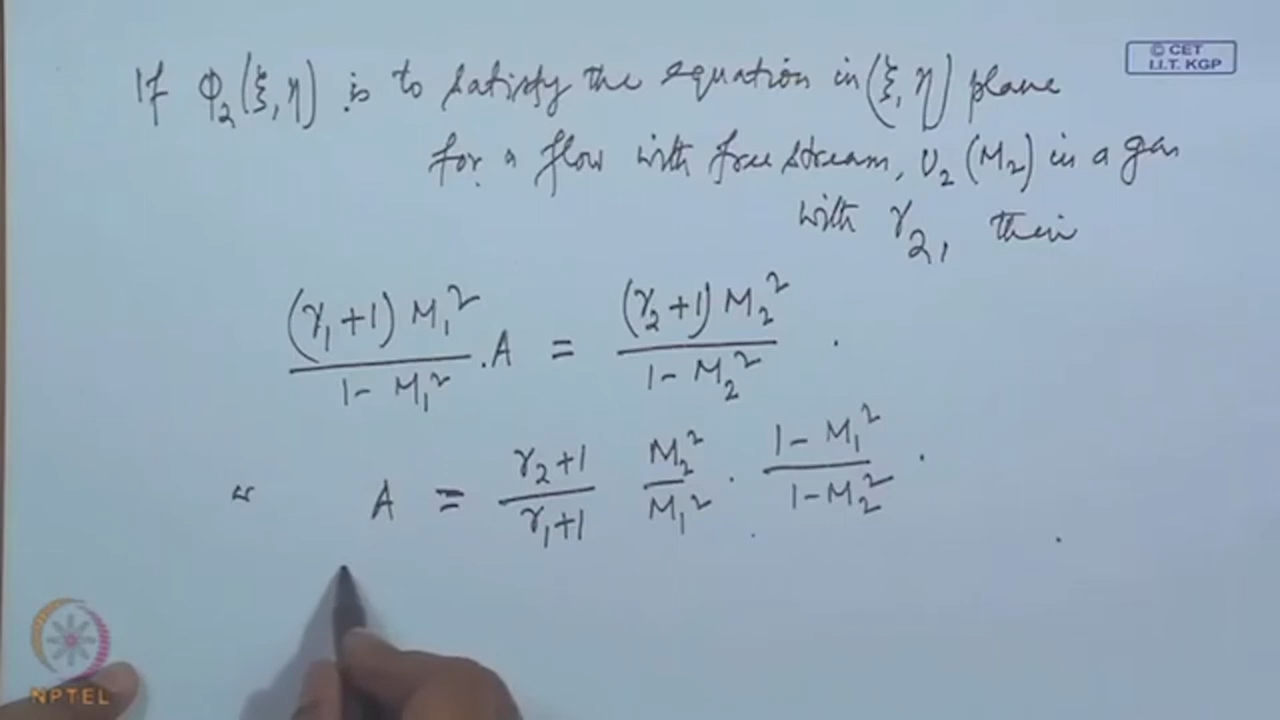 © CET
I.I.T. KGP
If Φ₂(ξ, η) is to satisfy the equation in (ξ, η) plane
for a flow with free stream, U₂ (M₂) in a gas
with γ₂, then
(γ₁+1) M₁² / 1- M₁² . A = (γ₂+1) M₂² / 1- M₂² .
or A = γ₂+1 / γ₁+1 M₂² / M₁² . 1- M₁² / 1-M₂² .
NPTEL